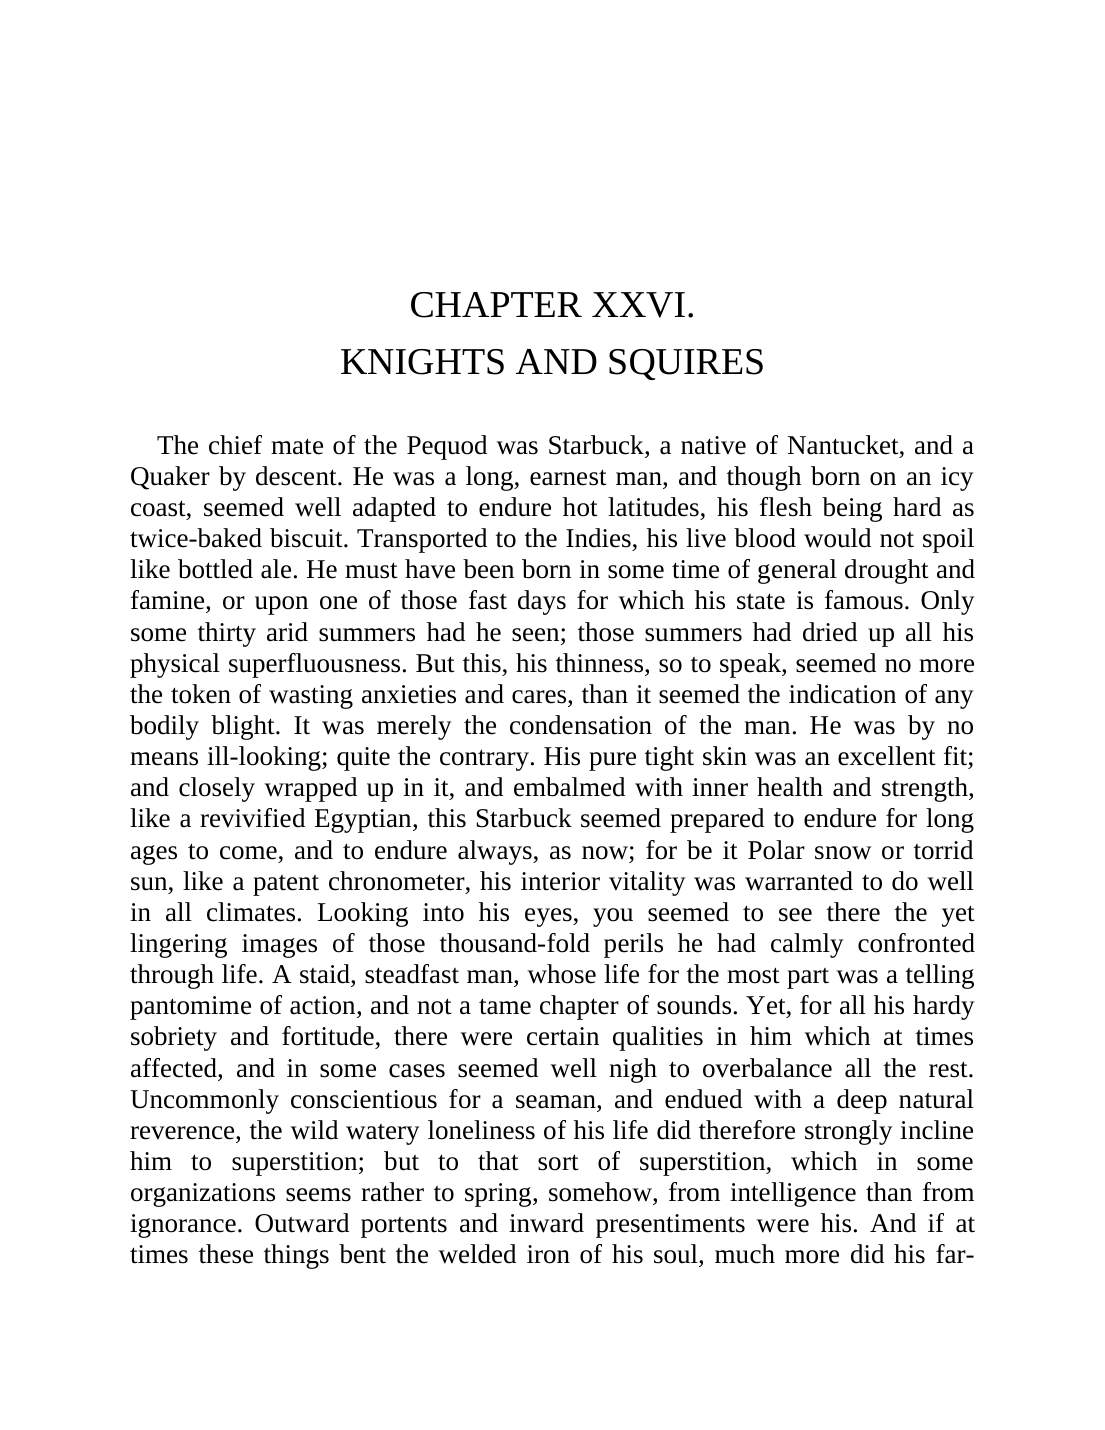 CHAPTER XXVI.
KNIGHTS AND SQUIRES
The chief mate of the Pequod was Starbuck, a native of Nantucket, and a
Quaker by descent. He was a long, earnest man, and though born on an icy
coast, seemed well adapted to endure hot latitudes, his flesh being hard as
twice-baked biscuit. Transported to the Indies, his live blood would not spoil
like bottled ale. He must have been born in some time of general drought and
famine, or upon one of those fast days for which his state is famous. Only
some thirty arid summers had he seen; those summers had dried up all his
physical superfluousness. But this, his thinness, so to speak, seemed no more
the token of wasting anxieties and cares, than it seemed the indication of any
bodily blight. It was merely the condensation of the man. He was by no
means ill-looking; quite the contrary. His pure tight skin was an excellent fit;
and closely wrapped up in it, and embalmed with inner health and strength,
like a revivified Egyptian, this Starbuck seemed prepared to endure for long
ages to come, and to endure always, as now; for be it Polar snow or torrid
sun, like a patent chronometer, his interior vitality was warranted to do well
in all climates. Looking into his eyes, you seemed to see there the yet
lingering images of those thousand-fold perils he had calmly confronted
through life. A staid, steadfast man, whose life for the most part was a telling
pantomime of action, and not a tame chapter of sounds. Yet, for all his hardy
sobriety and fortitude, there were certain qualities in him which at times
affected, and in some cases seemed well nigh to overbalance all the rest.
Uncommonly conscientious for a seaman, and endued with a deep natural
reverence, the wild watery loneliness of his life did therefore strongly incline
him to superstition; but to that sort of superstition, which in some
organizations seems rather to spring, somehow, from intelligence than from
ignorance. Outward portents and inward presentiments were his. And if at
times these things bent the welded iron of his soul, much more did his far-